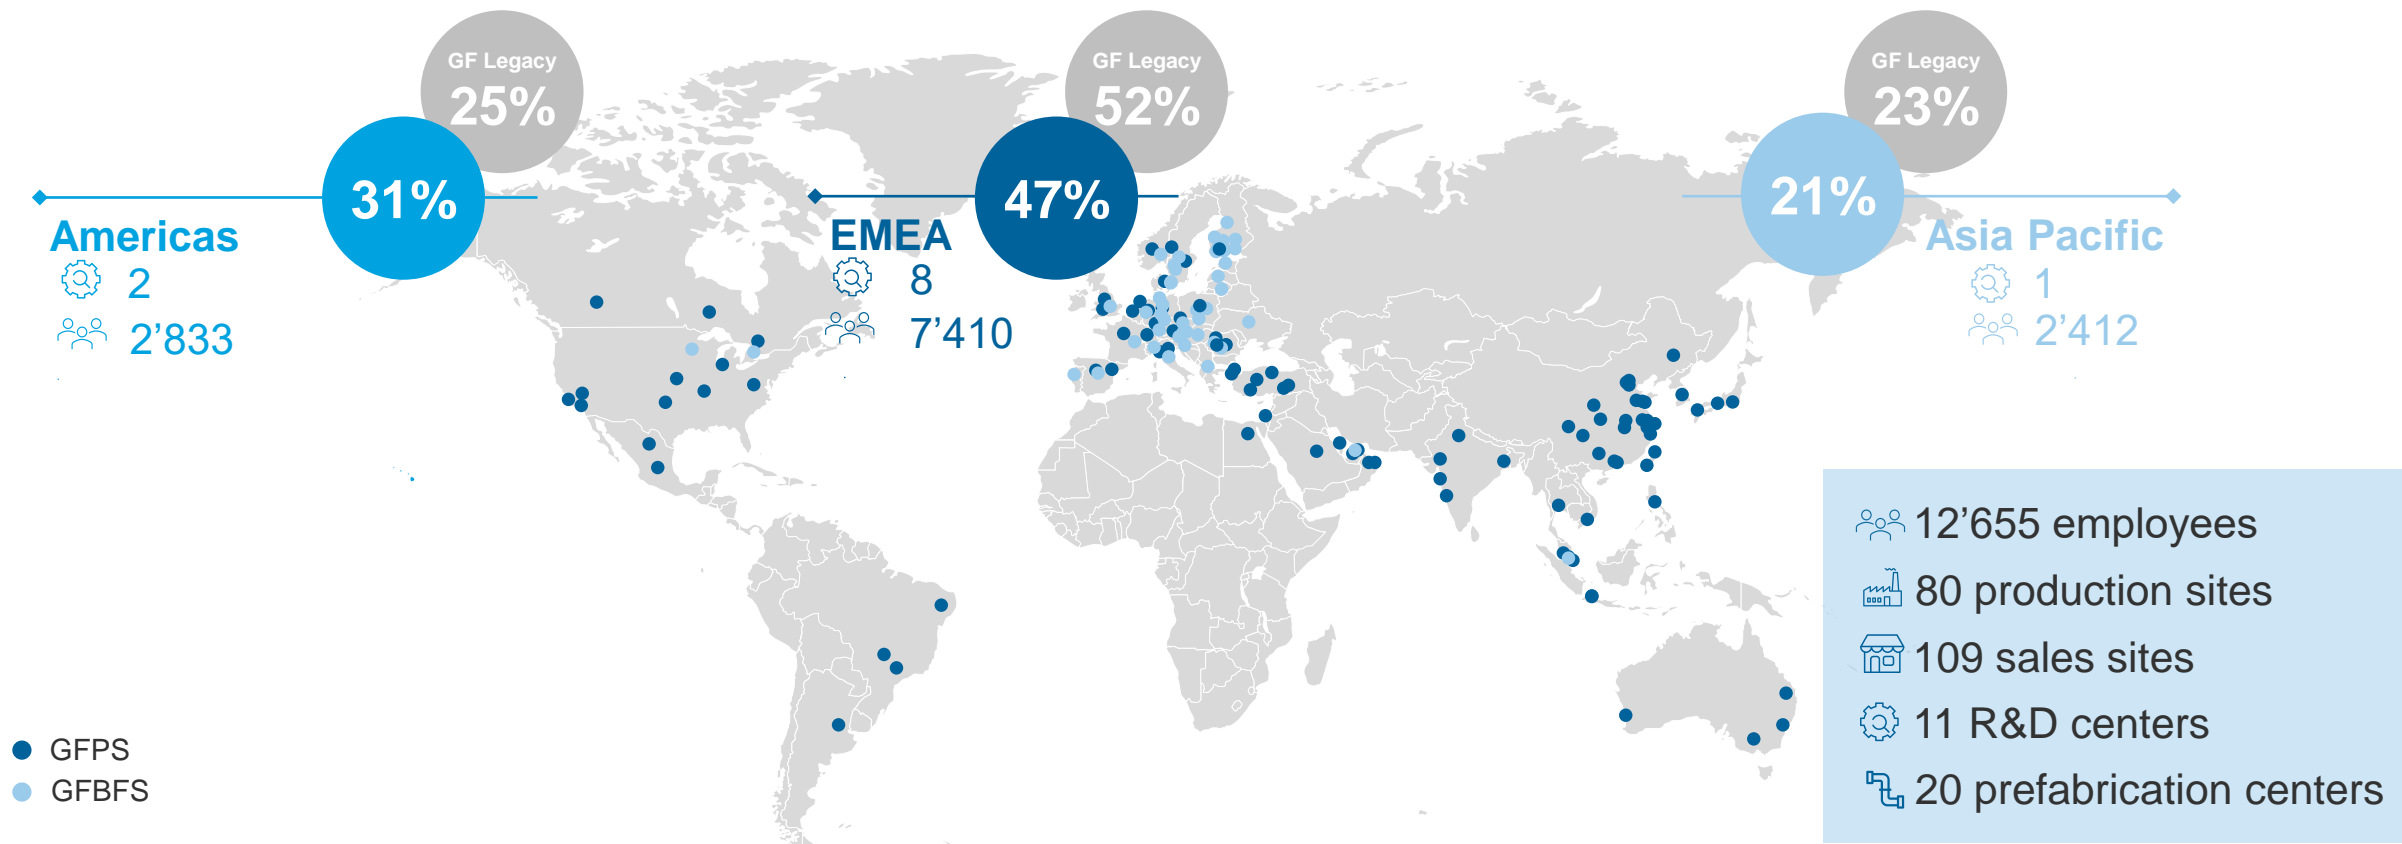 GF Legacy
25%
31%
Americas
2
2’833
GF Legacy
52%
47%
EMEA
8
7’410
GF Legacy
23%
21%
Asia Pacific
1
2’412
12’655 employees
80 production sites
109 sales sites
11 R&D centers
20 prefabrication centers
GFPS
GFBFS